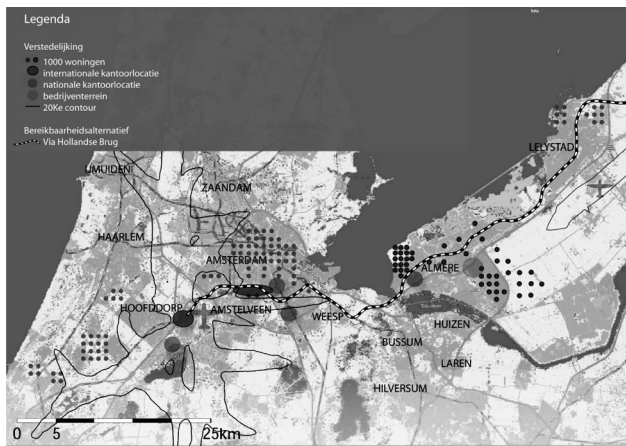 Legenda
Verstedelijking
1000 woningen
internationale kantoorlocatie
nationale kantoorlocatie
bedrijventerrein
20Ke contour
Bereikbaarheidsalternatief
Via Hollandse Brug
LELYSTAD
IJMUIDEN
ZAANDAM
HAARLEM
AMSTERDAM
ALMERE
HOOFDDORP
AMSTELVEEN
WEESP
HUIZEN
BUSSUM
LAREN
HILVERSUM
0 5 25km